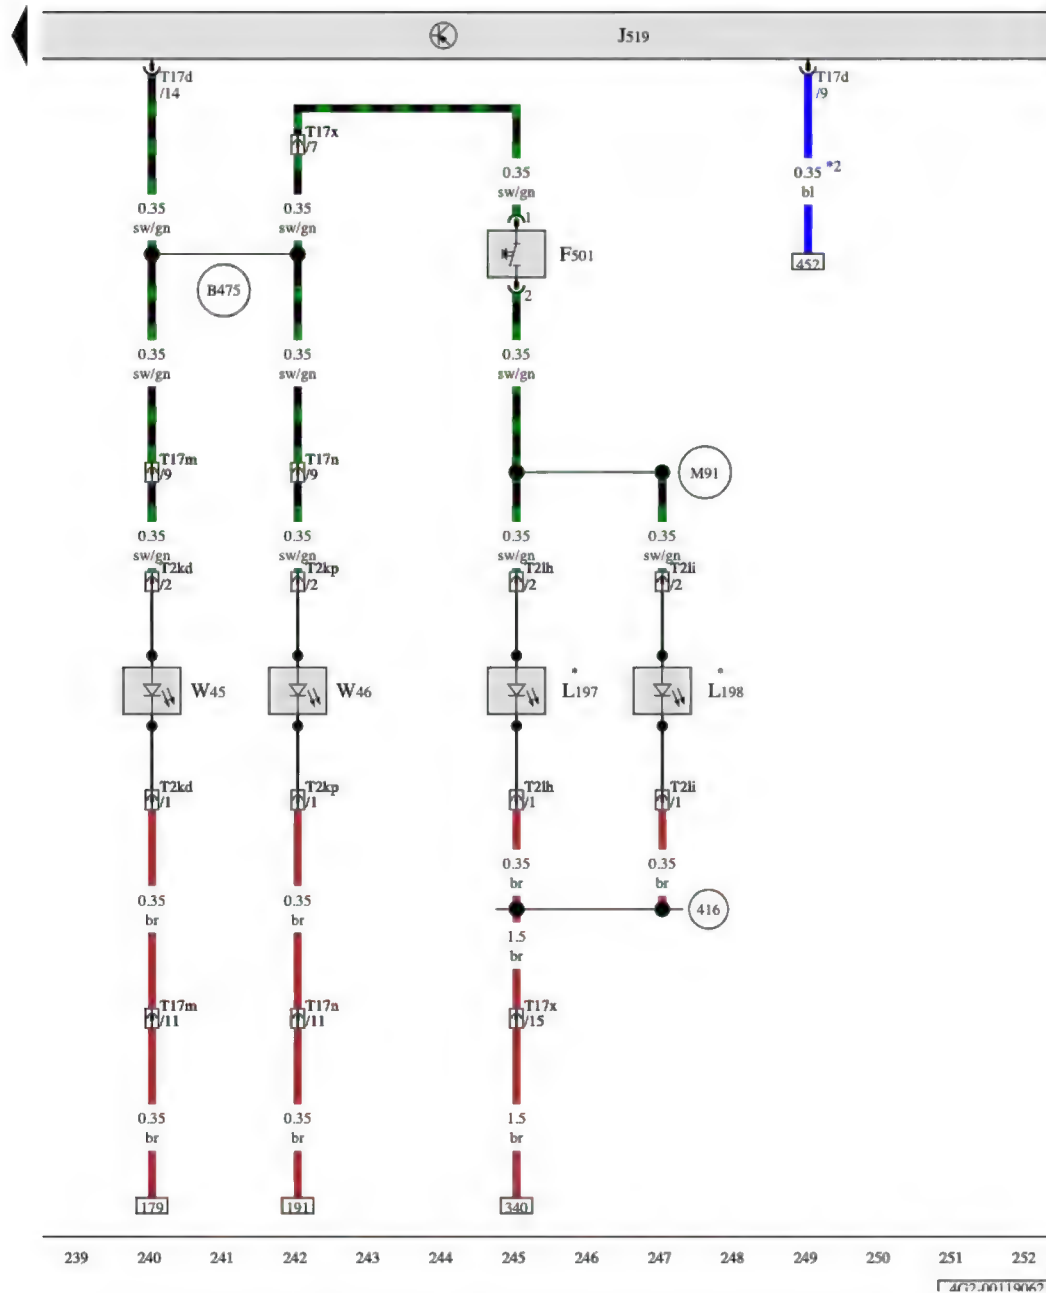 J519
T17d
/14
T17d
/9
T17x
/7
0.35
sw/gn
0.35 *2
bl
0.35
sw/gn
0.35
sw/gn
1
F501
452
B475
2
0.35
sw/gn
0.35
sw/gn
0.35
sw/gn
T17m
/9
T17n
/9
M91
0.35
sw/gn
0.35
sw/gn
0.35
sw/gn
0.35
sw/gn
T2kd
/2
T2kp
/2
T2lh
/2
T2li
/2
W45
W46
*
L197
*
L198
T2kd
/1
T2kp
/1
T2lh
/1
T2li
/1
0.35
br
0.35
br
0.35
br
0.35
br
416
1.5
br
T17m
/11
T17n
/11
T17x
/15
0.35
br
0.35
br
1.5
br
179
191
340
239 240 241 242 243 244 245 246 247 248 249 250 251 252
4G2-00119062